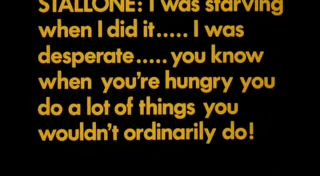 STALLONE: I was starving
when I did it..... I was
desperate..... you know
when you're hungry you
do a lot of things you
wouldn't ordinarily do!